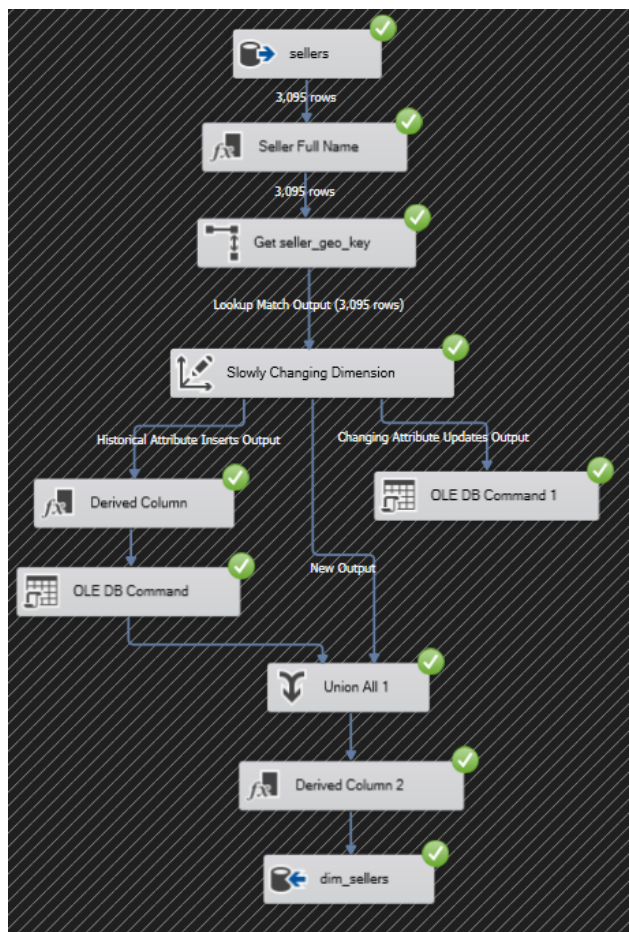 sellers
3,095 rows
Seller Full Name
3,095 rows
Get seller_geo_key
Lookup Match Output (3,095 rows)
Slowly Changing Dimension
Historical Attribute Inserts Output
Changing Attribute Updates Output
Derived Column
OLE DB Command 1
New Output
OLE DB Command
Union All 1
Derived Column 2
dim_sellers